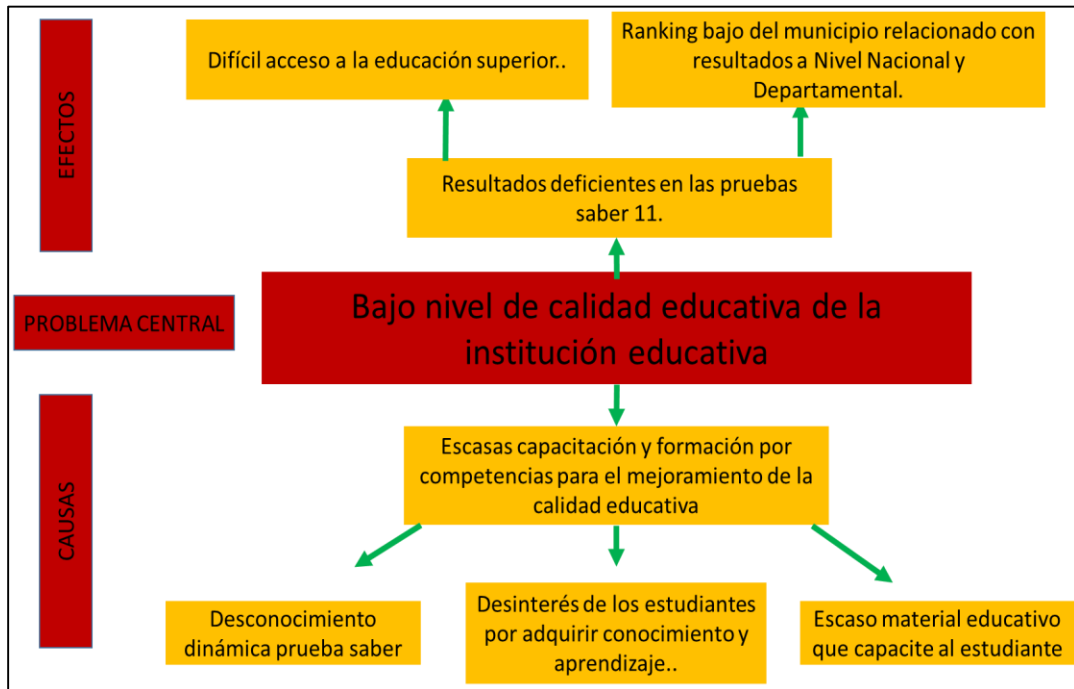 EFECTOS
Difícil acceso a la educación superior..
Ranking bajo del municipio relacionado con
resultados a Nivel Nacional y
Departamental.
Resultados deficientes en las pruebas
saber 11.
PROBLEMA CENTRAL
Bajo nivel de calidad educativa de la
institución educativa
CAUSAS
Escasas capacitación y formación por
competencias para el mejoramiento de la
calidad educativa
Desconocimiento
dinámica prueba saber
Desinterés de los estudiantes
por adquirir conocimiento y
aprendizaje..
Escaso material educativo
que capacite al estudiante